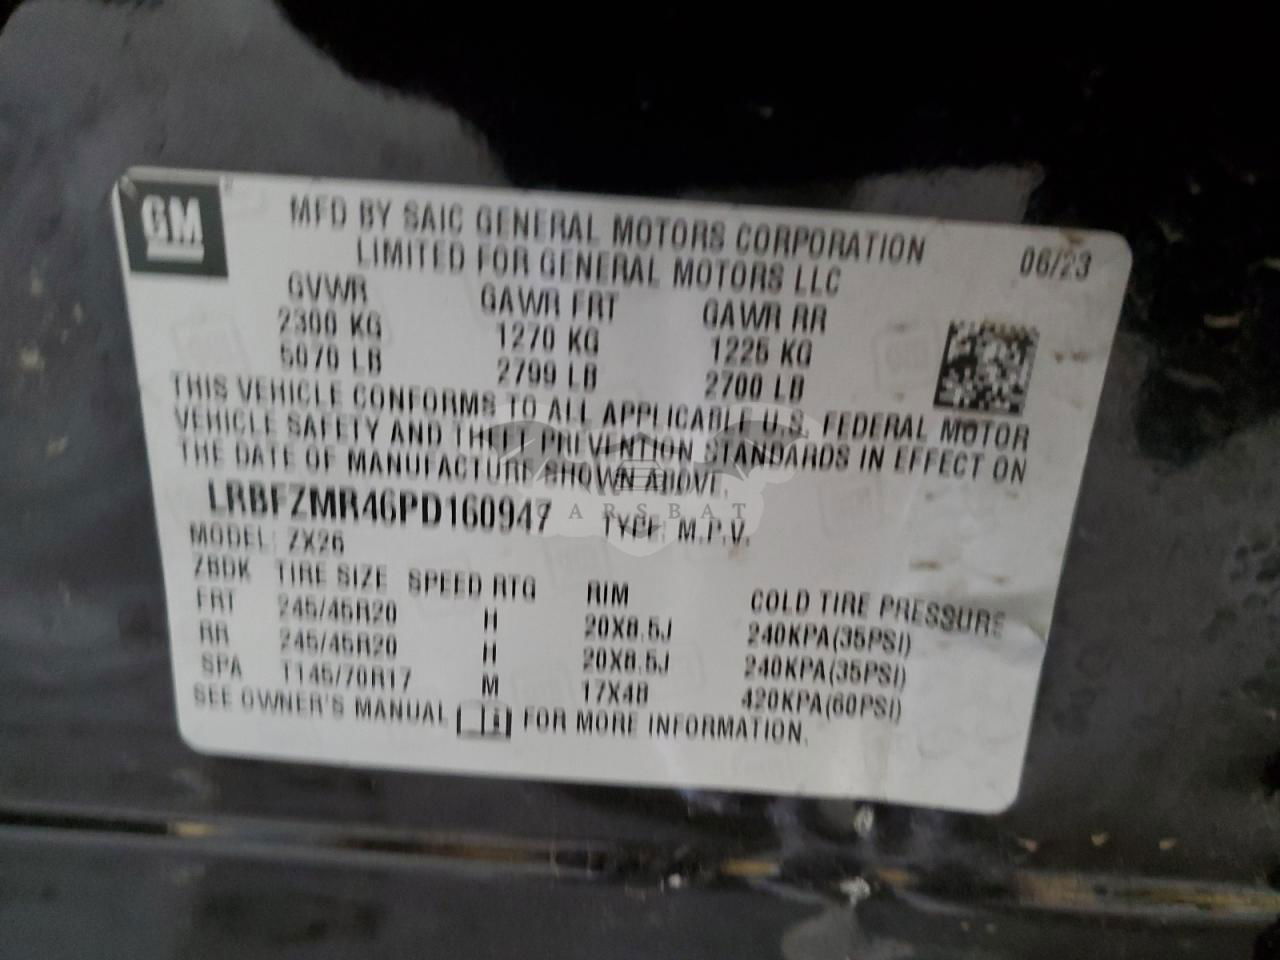 GM
MFD BY SAIC GENERAL MOTORS CORPORATION
LIMITED FOR GENERAL MOTORS LLC
06/23
GVWR GAWR FRT GAWR RR
2300 KG 1270 KG 1225 KG
5070 LB 2799 LB 2700 LB
THIS VEHICLE CONFORMS TO ALL APPLICABLE U.S. FEDERAL MOTOR
VEHICLE SAFETY AND THEFT PREVENTION STANDARDS IN EFFECT ON
THE DATE OF MANUFACTURE SHOWN ABOVE.
LRBFZMR46PD160947 TYPE: M.P.V.
CARSBAT
MODEL: ZX26
ZBDK TIRE SIZE SPEED RTG RIM COLD TIRE PRESSURE
FRT 245/45R20 H 20X8.5J 240KPA(35PSI)
RR 245/45R20 H 20X8.5J 240KPA(35PSI)
SPA T145/70R17 M 17X4B 420KPA(60PSI)
SEE OWNER'S MANUAL FOR MORE INFORMATION.